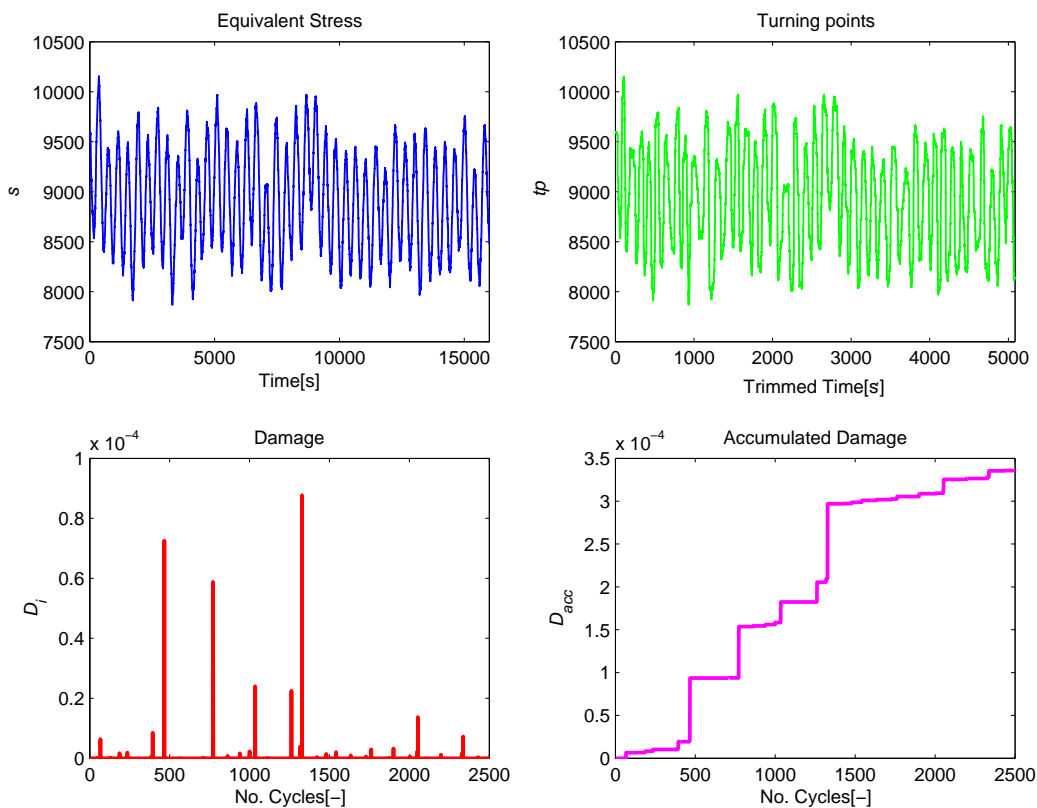 Equivalent Stress
10500
10000
9500
9000
8500
8000
7500
s
0 5000 10000 15000
Time[s]
Turning points
10500
10000
9500
9000
8500
8000
7500
tp
0 1000 2000 3000 4000 5000
Trimmed Time[s]
Damage
x 10−4
1
0.8
0.6
0.4
0.2
0
Di
0 500 1000 1500 2000 2500
No. Cycles[−]
Accumulated Damage
x 10−4
3.5
3
2.5
2
1.5
1
0.5
0
Dacc
0 500 1000 1500 2000 2500
No. Cycles[−]